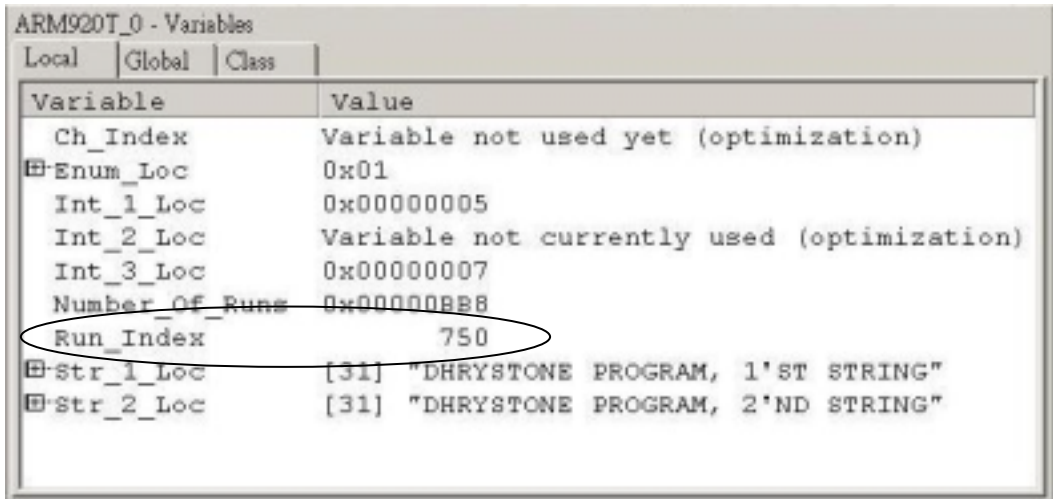 ARM920T_0 - Variables
Local Global Class
Variable Value
Ch_Index Variable not used yet (optimization)
Enum_Loc 0x01
Int_1_Loc 0x00000005
Int_2_Loc Variable not currently used (optimization)
Int_3_Loc 0x00000007
Number_Of_Runs 0x00000BB8
Run_Index 750
Str_1_Loc [31] "DHRYSTONE PROGRAM, 1'ST STRING"
Str_2_Loc [31] "DHRYSTONE PROGRAM, 2'ND STRING"